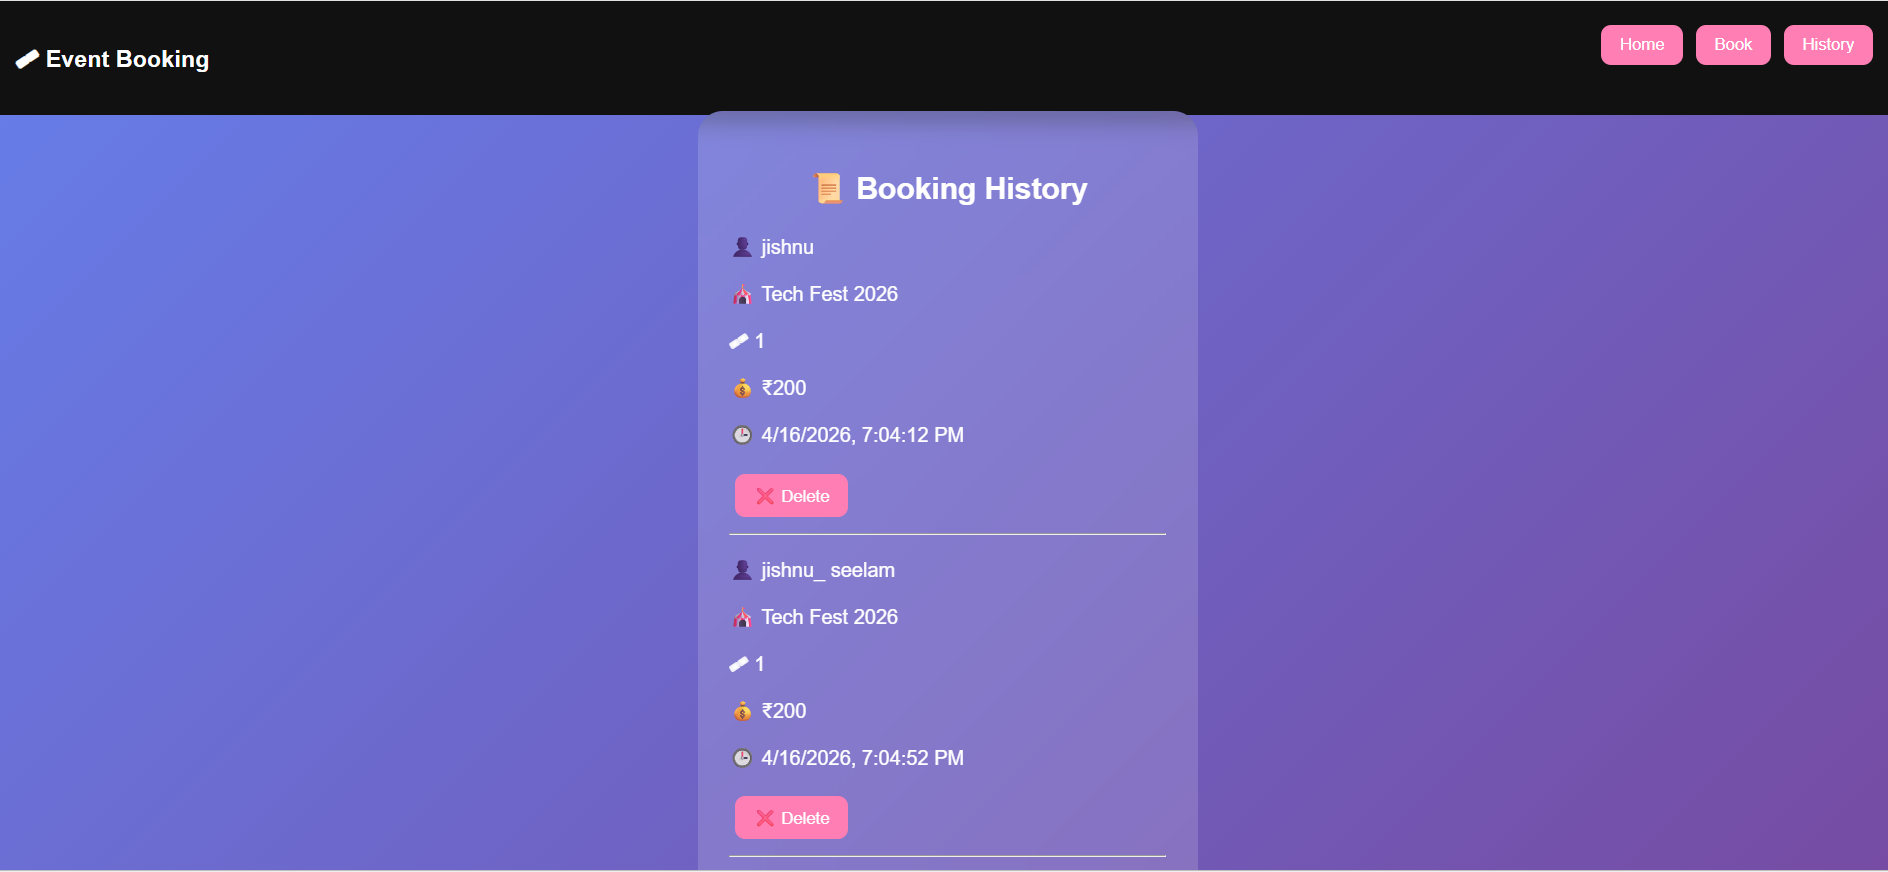 Event Booking
Home
Book
History
Booking History
jishnu
Tech Fest 2026
1
₹200
4/16/2026, 7:04:12 PM
Delete
jishnu_ seelam
Tech Fest 2026
1
₹200
4/16/2026, 7:04:52 PM
Delete